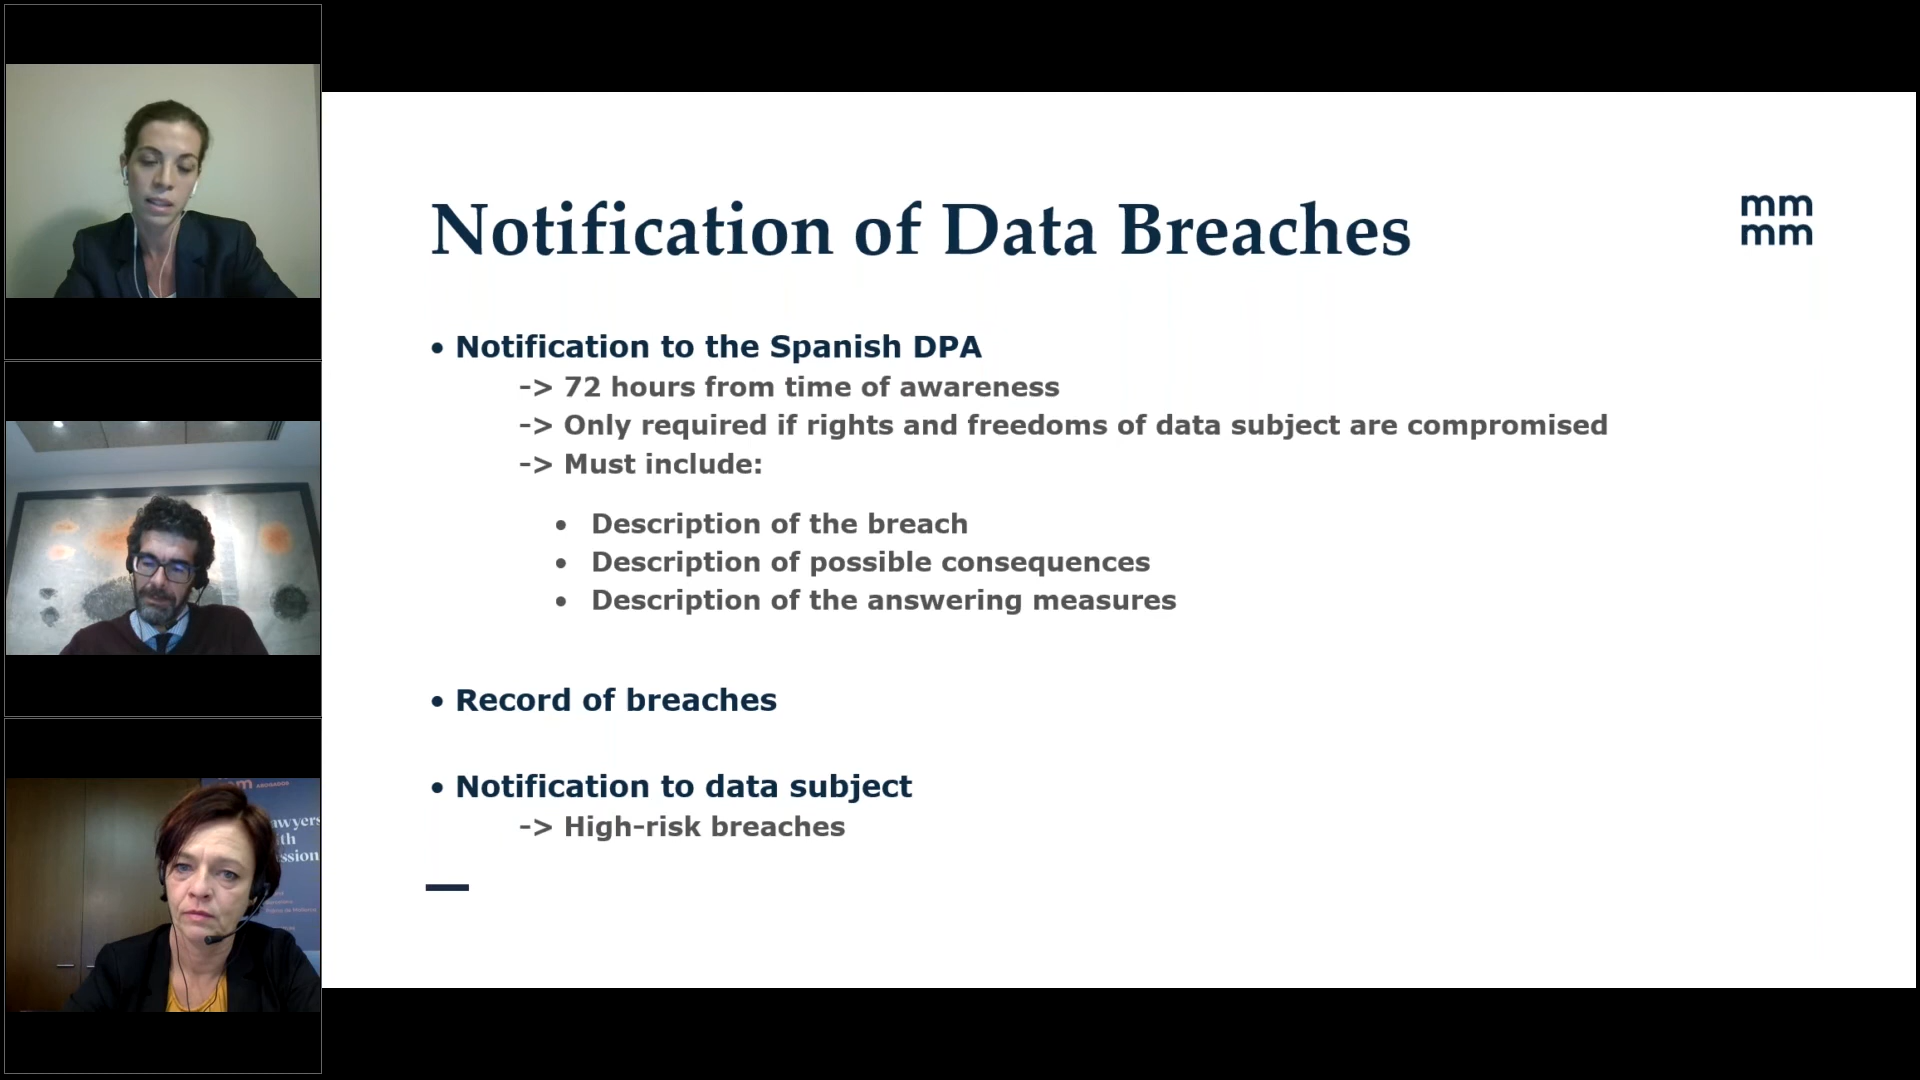 Notification of Data Breaches
mm
mm
• Notification to the Spanish DPA
-> 72 hours from time of awareness
-> Only required if rights and freedoms of data subject are compromised
-> Must include:
• Description of the breach
• Description of possible consequences
• Description of the answering measures
• Record of breaches
• Notification to data subject
-> High-risk breaches
ABOGADOS